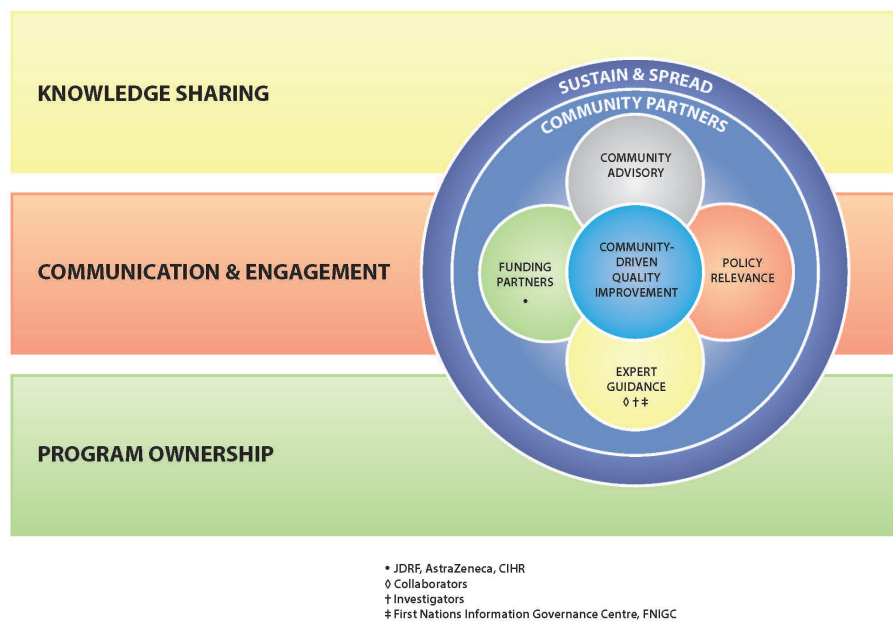 KNOWLEDGE SHARING
COMMUNICATION & ENGAGEMENT
PROGRAM OWNERSHIP
SUSTAIN & SPREAD
COMMUNITY PARTNERS
COMMUNITY
ADVISORY
FUNDING
PARTNERS
•
COMMUNITY-
DRIVEN
QUALITY
IMPROVEMENT
POLICY
RELEVANCE
EXPERT
GUIDANCE
◊ † ‡
• JDRF, AstraZeneca, CIHR
◊ Collaborators
† Investigators
‡ First Nations Information Governance Centre, FNIGC